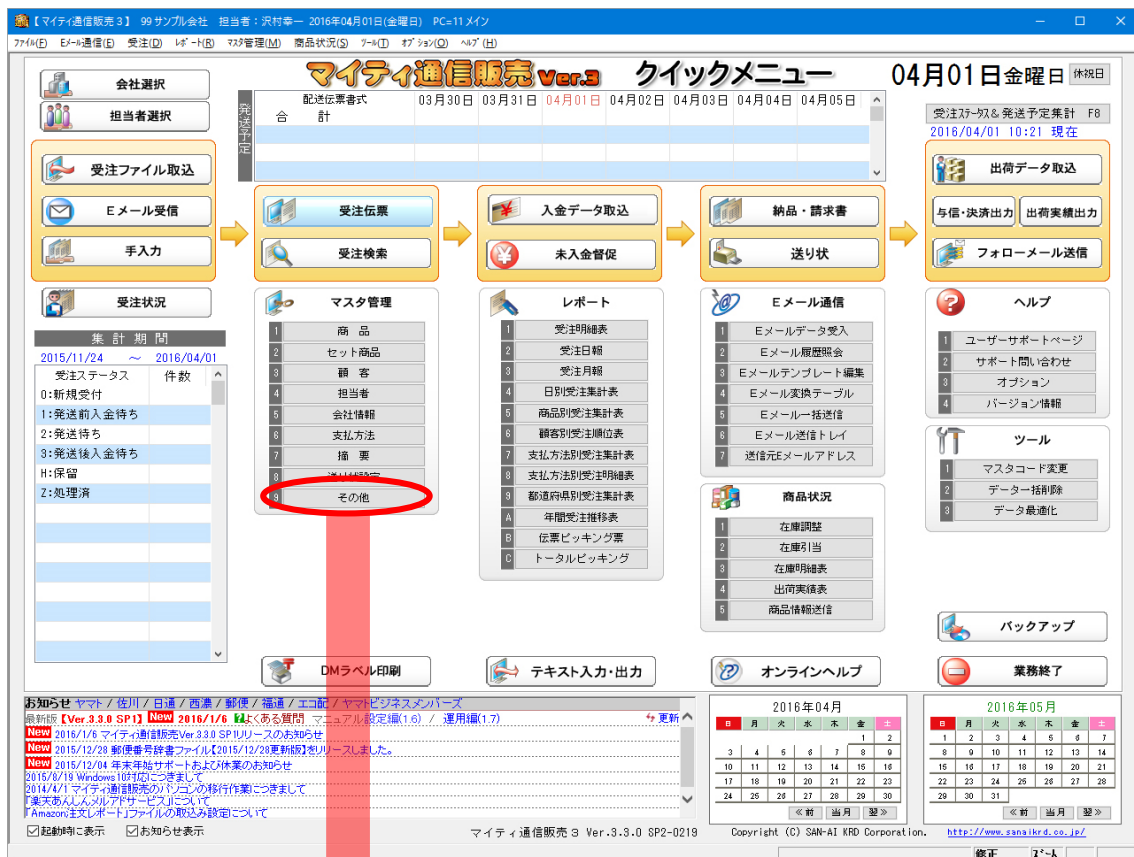 【マイティ通信販売３】 99 サンプル会社 担当者：沢村幸一 2016年04月01日(金曜日) PC=11 メイン
ﾌｧｲﾙ(F) Eﾒｰﾙ通信(E) 受注(D) ﾚﾎﾟｰﾄ(R) ﾏｽﾀ管理(M) 商品状況(S) ﾂｰﾙ(T) ｵﾌﾟｼｮﾝ(O) ﾍﾙﾌﾟ(H)
会社選択
担当者選択
マイティ通信販売 Ver.3 クイックメニュー
04月01日金曜日 休祝日
発送予定
配送伝票書式 03月30日 03月31日 04月01日 04月02日 04月03日 04月04日 04月05日
合 計
受注ｽﾃｰﾀｽ&発送予定集計 F8
2016/04/01 10:21 現在
受注ファイル取込
Ｅメール受信
手入力
受注伝票
受注検索
入金データ取込
未入金督促
納品・請求書
送り状
出荷データ取込
与信・決済出力 出荷実績出力
フォローメール送信
受注状況
集計期間
2015/11/24 ～ 2016/04/01
受注ステータス 件数
0:新規受付
1:発送前入金待ち
2:発送待ち
3:発送後入金待ち
H:保留
Z:処理済
マスタ管理
1 商 品
2 セット商品
3 顧 客
4 担当者
5 会社情報
6 支払方法
7 摘 要
8 送り状設定
9 その他
レポート
1 受注明細表
2 受注日報
3 受注月報
4 日別受注集計表
5 商品別受注集計表
6 顧客別受注順位表
7 支払方法別受注集計表
8 支払方法別受注明細表
9 都道府県別受注集計表
A 年間受注推移表
B 伝票ピッキング票
C トータルピッキング
Ｅメール通信
1 Ｅメールデータ受入
2 Ｅメール履歴照会
3 Ｅメールテンプレート編集
4 Ｅメール変換テーブル
5 Ｅメール一括送信
6 Ｅメール送信トレイ
7 送信元Ｅメールアドレス
商品状況
1 在庫調整
2 在庫引当
3 在庫明細表
4 出荷実績表
5 商品情報送信
ヘルプ
1 ユーザーサポートページ
2 サポート問い合わせ
3 オプション
4 バージョン情報
ツール
1 マスタコード変更
2 データ一括削除
3 データ最適化
バックアップ
DMラベル印刷
テキスト入力・出力
オンラインヘルプ
業務終了
お知らせ ヤマト / 佐川 / 日通 / 西濃 / 郵便 / 福通 / エコ配 / ヤマトビジネスメンバーズ
最新版【Ver.3.3.0 SP1】 New 2016/1/6 よくある質問 マニュアル設定編(1.6) / 運用編(1.7) 更新
New 2016/1/6 マイティ通信販売Ver.3.3.0 SP1リリースのお知らせ
New 2015/12/28 郵便番号辞書ファイル【2015/12/28更新版】をリリースしました。
New 2015/12/04 年末年始サポートおよび休業のお知らせ
2015/8/19 Windows10対応につきまして
2014/4/1 マイティ通信販売のパソコンの移行作業につきまして
「楽天あんしんメルアドサービス」について
「Amazon注文レポート」ファイルの取込み設定について
2016年04月
日 月 火 水 木 金 土
1 2
3 4 5 6 7 8 9
10 11 12 13 14 15 16
17 18 19 20 21 22 23
24 25 26 27 28 29 30
≪前 当月 翌≫
2016年05月
日 月 火 水 木 金 土
1 2 3 4 5 6 7
8 9 10 11 12 13 14
15 16 17 18 19 20 21
22 23 24 25 26 27 28
29 30 31
≪前 当月 翌≫
起動時に表示 お知らせ表示
マイティ通信販売３ Ver.3.3.0 SP2-0219 Copyright (C) SAN-AI KRD Corporation. http://www.sanaikrd.co.jp/
修正 ｽﾞｰﾑ